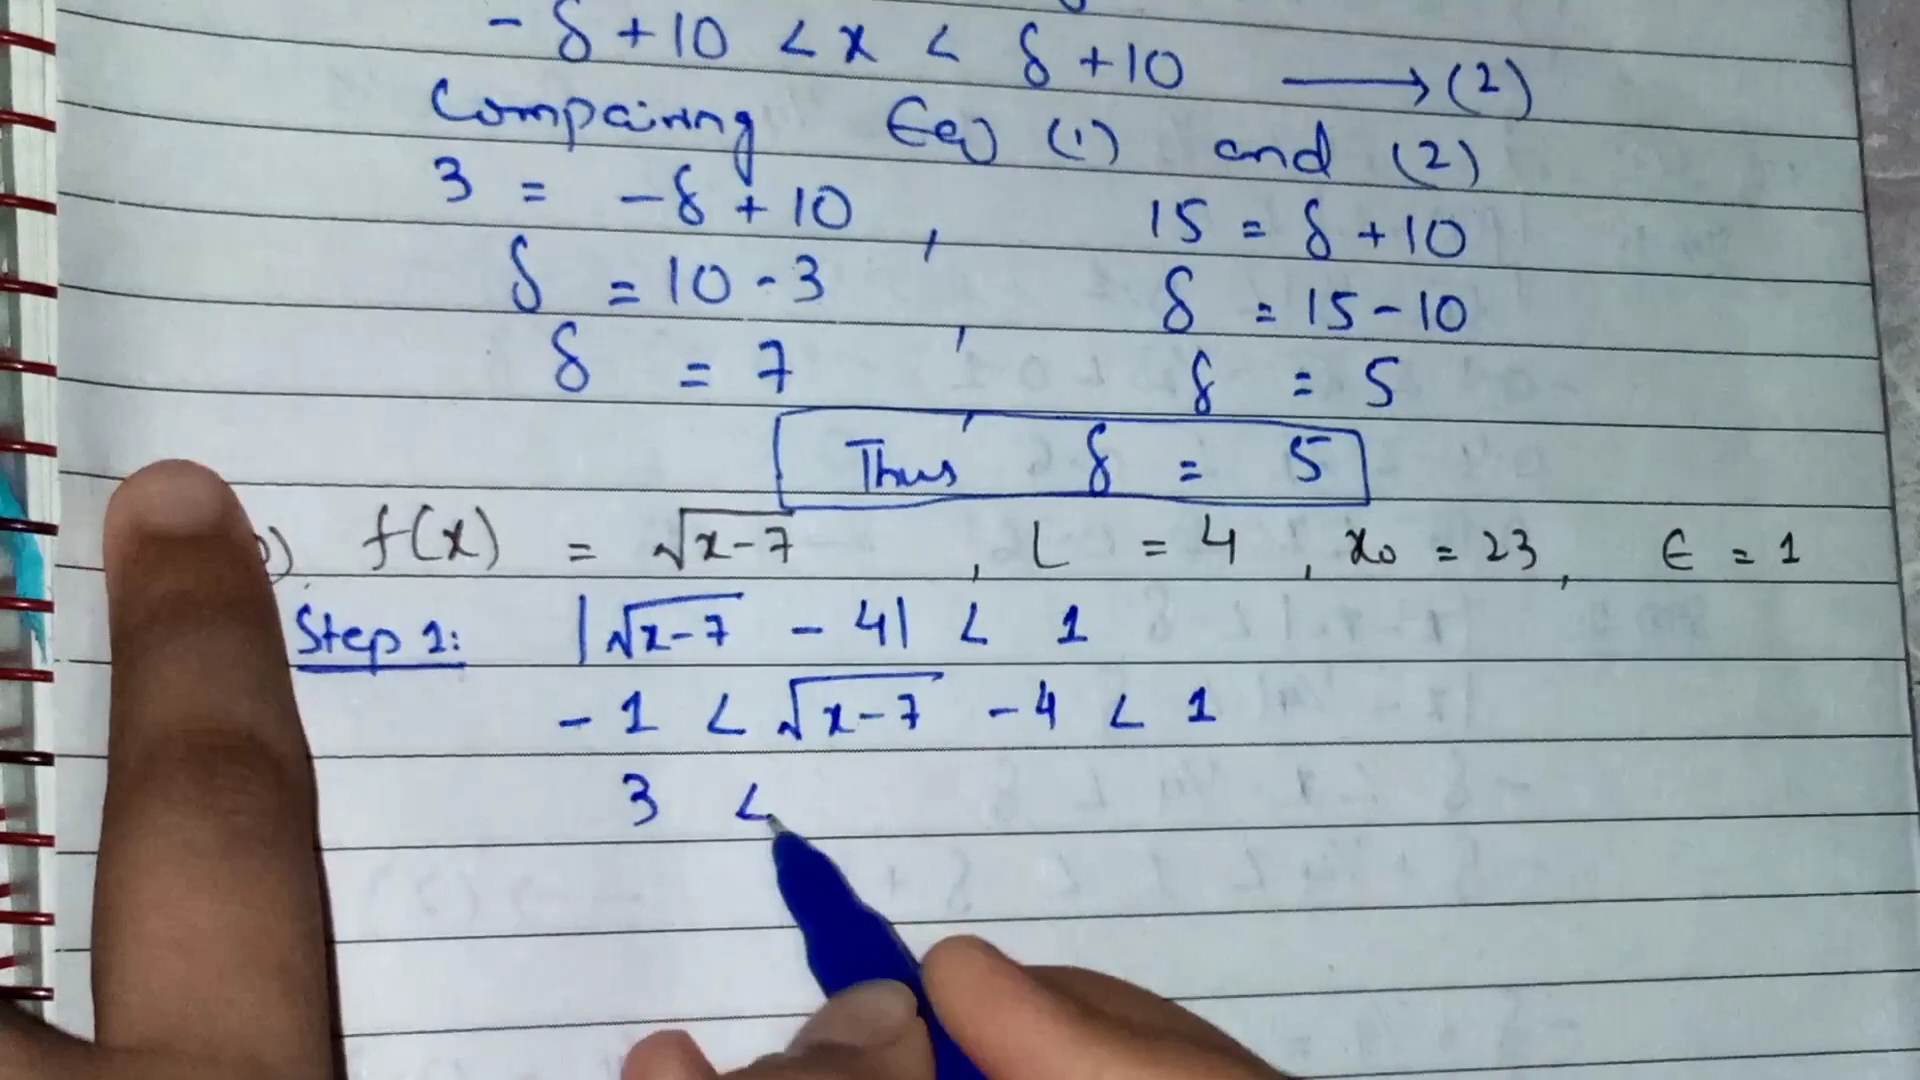 - δ + 10 < x < δ + 10 ⟶ (2)
Compairing Eq (1) and (2)
3 = - δ + 10 , 15 = δ + 10
δ = 10 - 3 , δ = 15 - 10
δ = 7 , δ = 5
Thus δ = 5
) f(x) = √x-7 , L = 4 , x₀ = 23, ϵ = 1
Step 1: |√x-7 - 4| < 1
- 1 < √x-7 - 4 < 1
3 <